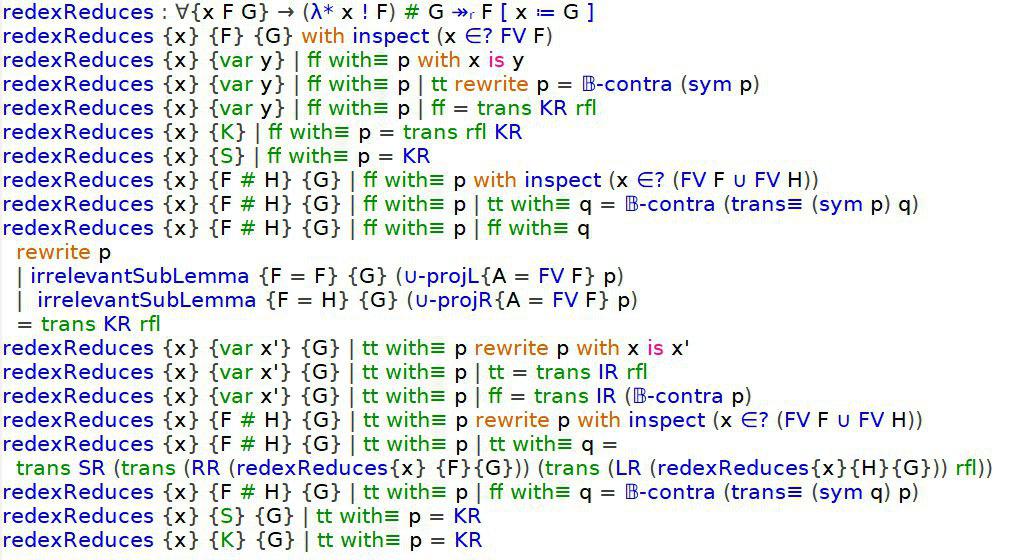 redexReduces : ∀{x F G} → (λ* x ! F) # G ↠ᵣ F [ x ≔ G ]
redexReduces {x} {F} {G} with inspect (x ∈? FV F)
redexReduces {x} {var y} | ff with≡ p with x is y
redexReduces {x} {var y} | ff with≡ p | tt rewrite p = 𝔹-contra (sym p)
redexReduces {x} {var y} | ff with≡ p | ff = trans KR rfl
redexReduces {x} {K} | ff with≡ p = trans rfl KR
redexReduces {x} {S} | ff with≡ p = KR
redexReduces {x} {F # H} {G} | ff with≡ p with inspect (x ∈? (FV F ∪ FV H))
redexReduces {x} {F # H} {G} | ff with≡ p | tt with≡ q = 𝔹-contra (trans≡ (sym p) q)
redexReduces {x} {F # H} {G} | ff with≡ p | ff with≡ q
rewrite p
| irrelevantSubLemma {F = F} {G} (∪-projL{A = FV F} p)
| irrelevantSubLemma {F = H} {G} (∪-projR{A = FV F} p)
= trans KR rfl
redexReduces {x} {var x'} {G} | tt with≡ p rewrite p with x is x'
redexReduces {x} {var x'} {G} | tt with≡ p | tt = trans IR rfl
redexReduces {x} {var x'} {G} | tt with≡ p | ff = trans IR (𝔹-contra p)
redexReduces {x} {F # H} {G} | tt with≡ p rewrite p with inspect (x ∈? (FV F ∪ FV H))
redexReduces {x} {F # H} {G} | tt with≡ p | tt with≡ q =
trans SR (trans (RR (redexReduces{x} {F}{G})) (trans (LR (redexReduces{x}{H}{G})) rfl))
redexReduces {x} {F # H} {G} | tt with≡ p | ff with≡ q = 𝔹-contra (trans≡ (sym q) p)
redexReduces {x} {S} {G} | tt with≡ p = KR
redexReduces {x} {K} {G} | tt with≡ p = KR